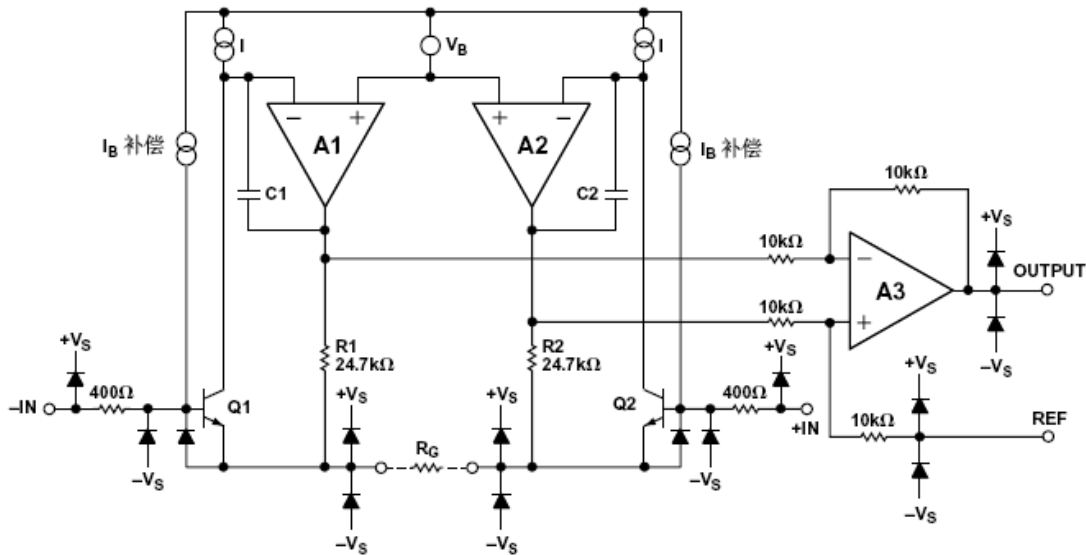 I
V_B
I
I_B 补偿
− +
A1
+ −
A2
I_B 补偿
C1
C2
10kΩ
+V_S
10kΩ
−
A3
OUTPUT
10kΩ
+
−V_S
R1
24.7kΩ
R2
24.7kΩ
+V_S
400Ω
−IN
Q1
+V_S
+V_S
Q2
+V_S
400Ω
+IN
+V_S
10kΩ
REF
−V_S
R_G
−V_S
−V_S
−V_S
−V_S